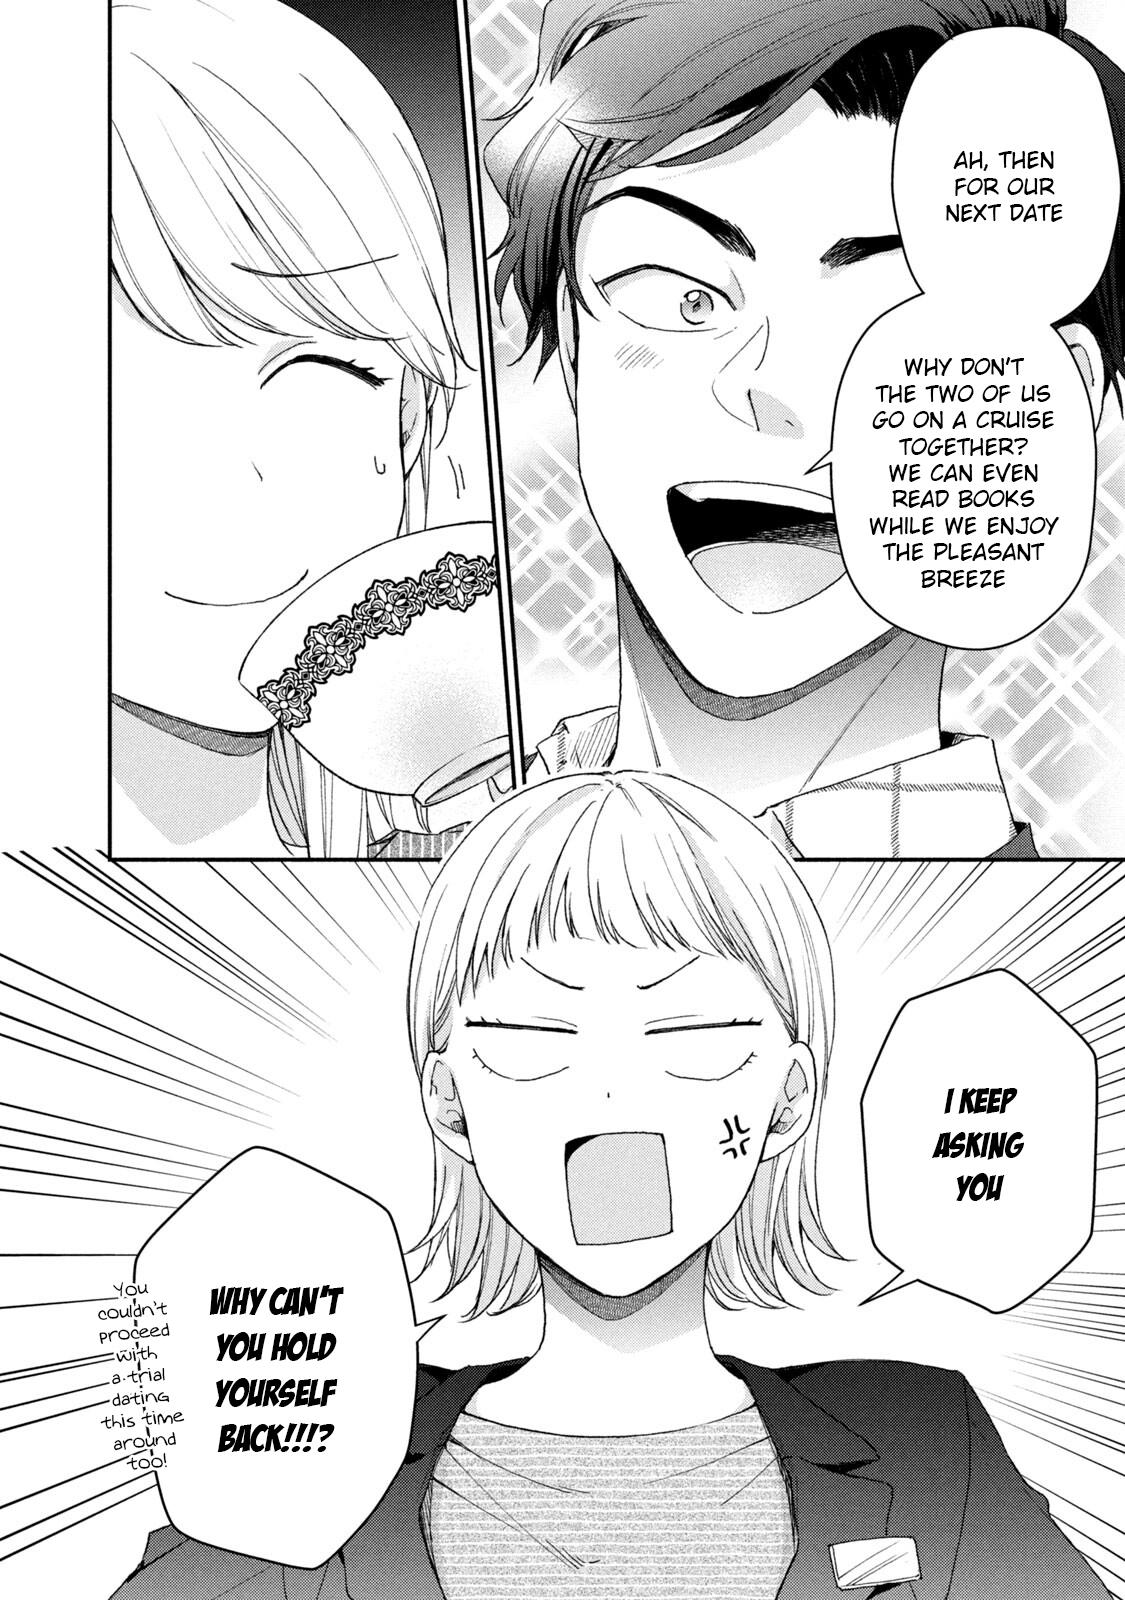 AH, THEN
FOR OUR
NEXT DATE
WHY DON'T
THE TWO OF US
GO ON A CRUISE
TOGETHER?
WE CAN EVEN
READ BOOKS
WHILE WE ENJOY
THE PLEASANT
BREEZE
I KEEP
ASKING
YOU
WHY CAN'T
YOU HOLD
YOURSELF
BACK!!!?
You
couldn't
proceed
with
a trial
dating
this time
around
too!